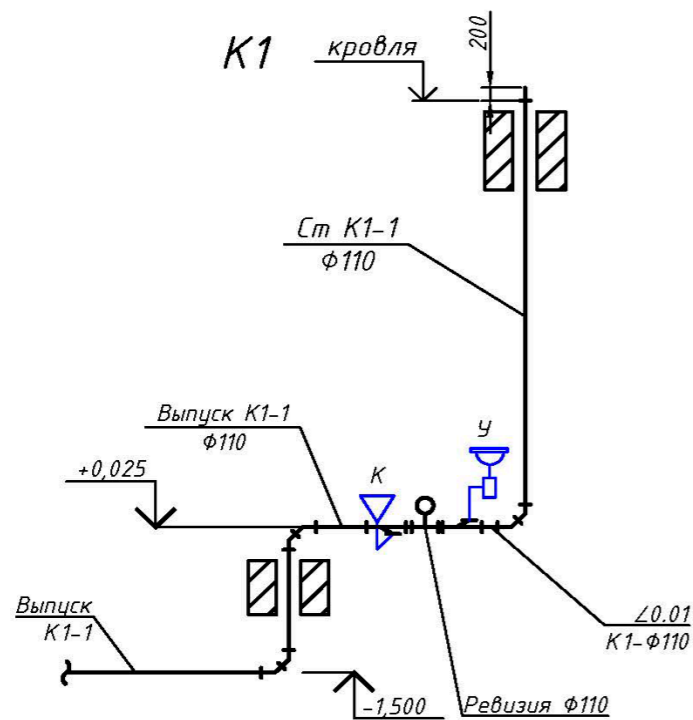 К1
кровля
200
Ст К1-1
Ф110
Выпуск К1-1
Ф110
К
У
+0,025
Выпуск
К1-1
∠0.01
К1-Ф110
-1,500
Ревизия Ф110